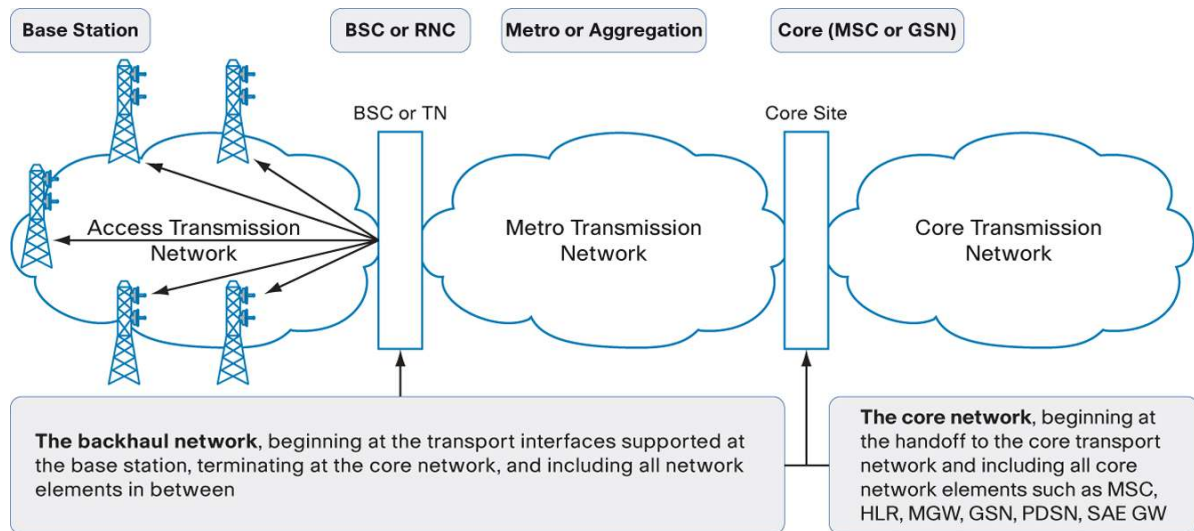 Base Station
BSC or RNC
Metro or Aggregation
Core (MSC or GSN)
BSC or TN
Core Site
Access Transmission
Network
Metro Transmission
Network
Core Transmission
Network
The backhaul network, beginning at the transport interfaces supported at
the base station, terminating at the core network, and including all network
elements in between
The core network, beginning at
the handoff to the core transport
network and including all core
network elements such as MSC,
HLR, MGW, GSN, PDSN, SAE GW